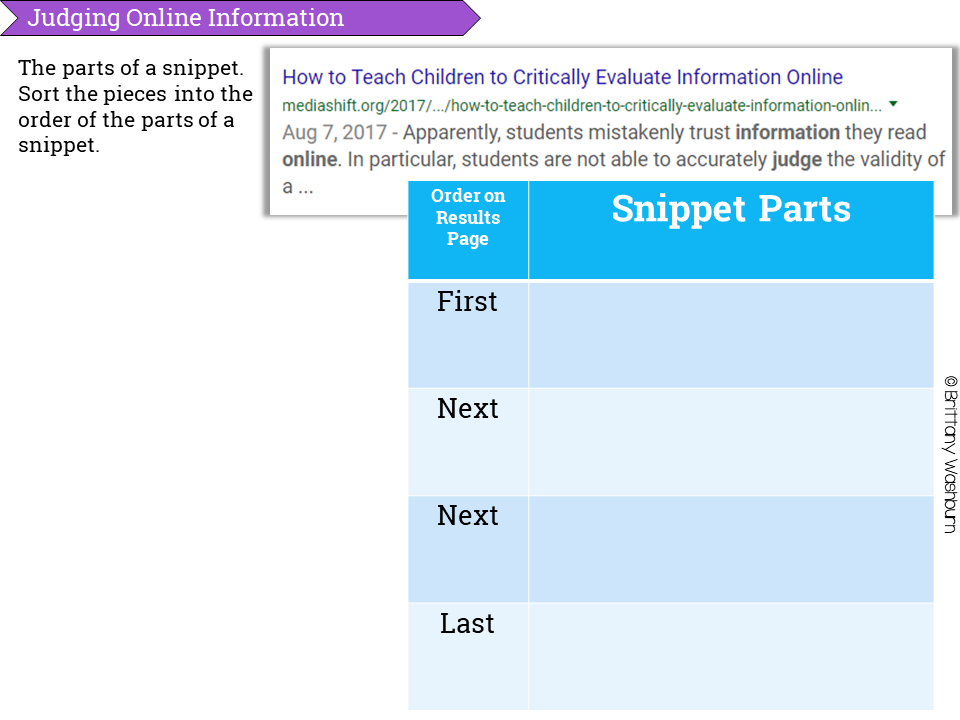 Judging Online Information
The parts of a snippet.
Sort the pieces into the
order of the parts of a
snippet.
How to Teach Children to Critically Evaluate Information Online
mediashift.org/2017/.../how-to-teach-children-to-critically-evaluate-information-onlin...
Aug 7, 2017 - Apparently, students mistakenly trust information they read
online. In particular, students are not able to accurately judge the validity of
a ...
Order on
Results
Page
Snippet Parts
First
Next
Next
Last
© Brittany Washburn